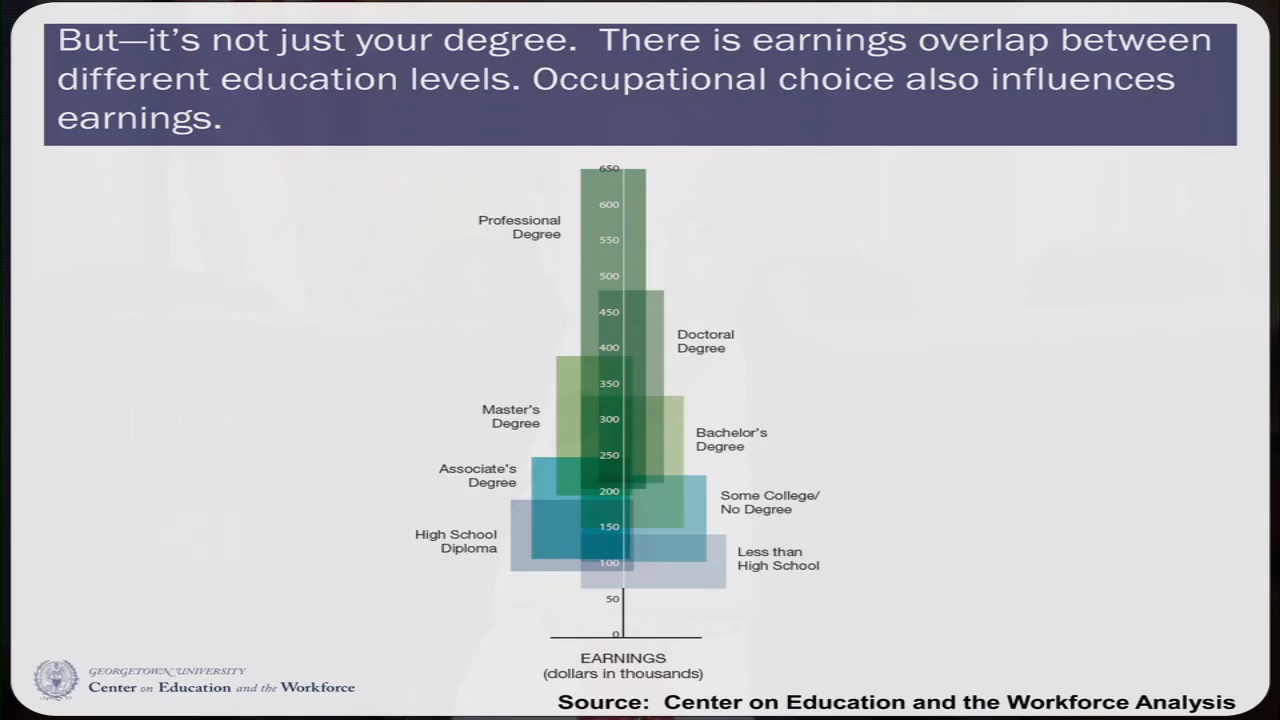 But—it's not just your degree.  There is earnings overlap between
different education levels. Occupational choice also influences
earnings.
650
600
Professional
Degree
550
500
450
Doctoral
Degree
400
350
Master's
Degree
300
Bachelor's
Degree
250
Associate's
Degree
200
Some College/
No Degree
150
High School
Diploma
Less than
High School
100
50
0
EARNINGS
(dollars in thousands)
GEORGETOWN UNIVERSITY
Center on Education and the Workforce
Source:  Center on Education and the Workforce Analysis